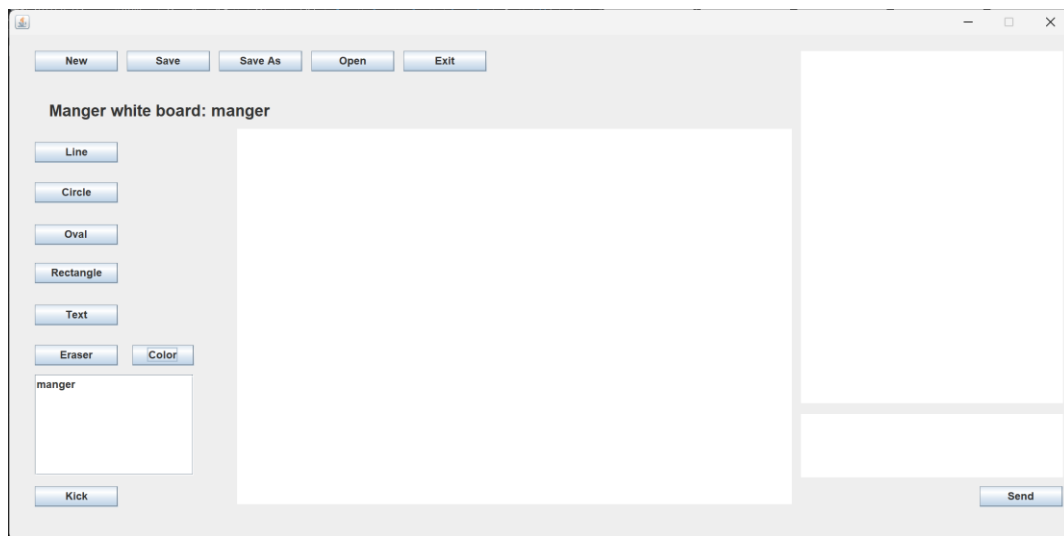 New Save Save As Open Exit
Manger white board: manger
Line
Circle
Oval
Rectangle
Text
Eraser Color
manger
Kick
Send